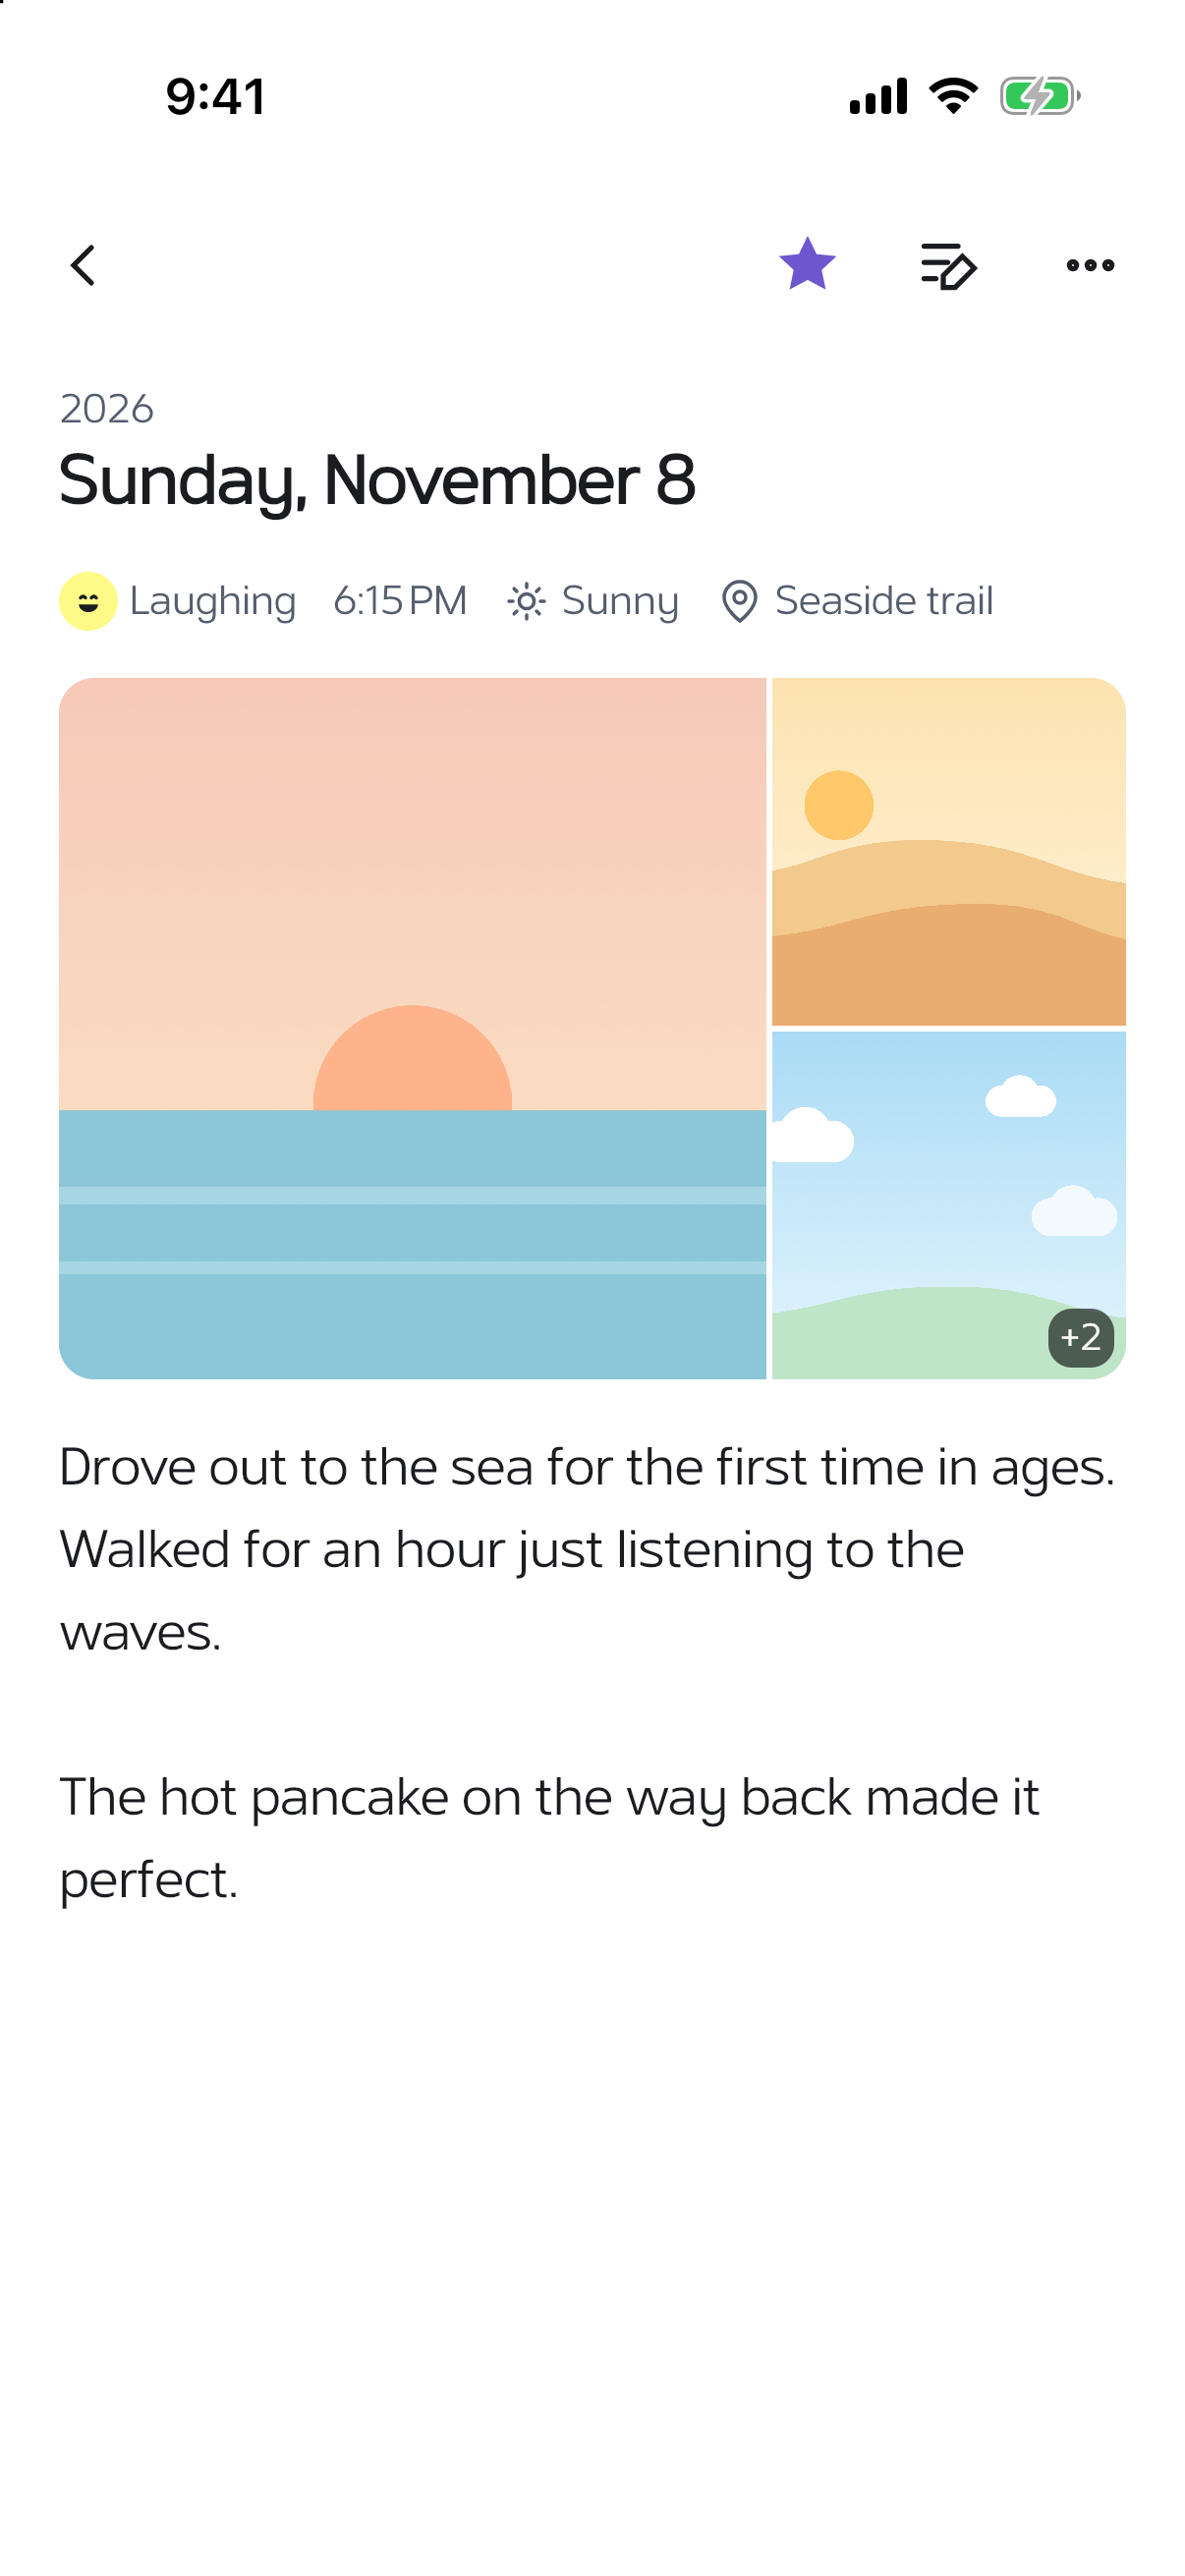 9:41
2026
Sunday, November 8
Laughing 6:15 PM Sunny Seaside trail
+2
Drove out to the sea for the first time in ages.
Walked for an hour just listening to the
waves.
The hot pancake on the way back made it
perfect.